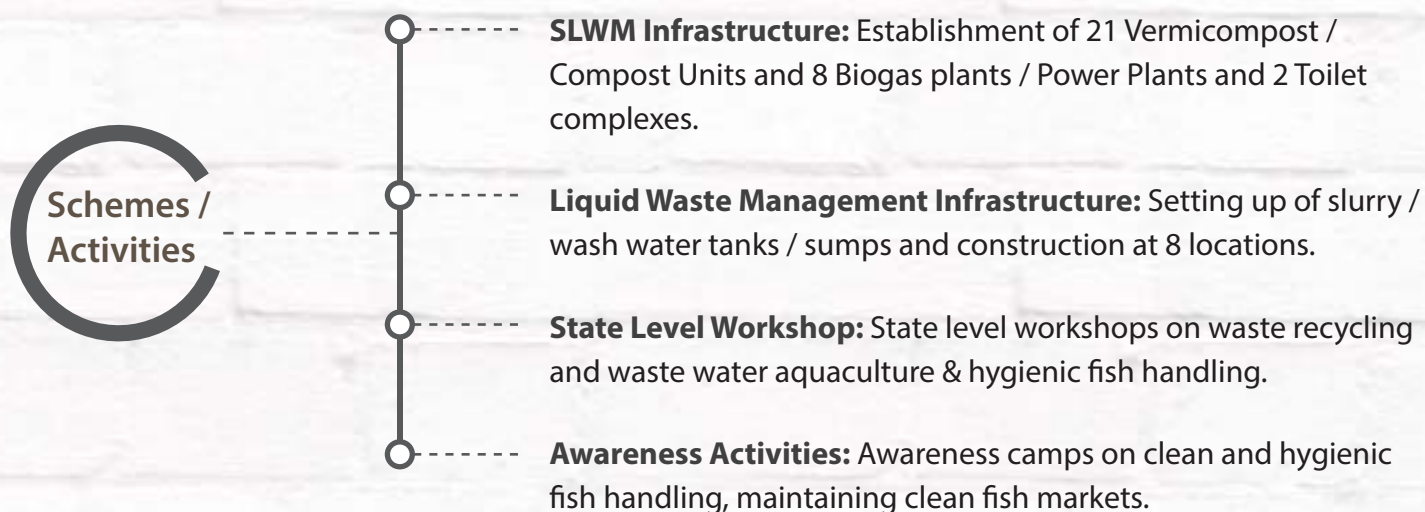 Schemes /
Activities
SLWM Infrastructure: Establishment of 21 Vermicompost /
Compost Units and 8 Biogas plants / Power Plants and 2 Toilet
complexes.
Liquid Waste Management Infrastructure: Setting up of slurry /
wash water tanks / sumps and construction at 8 locations.
State Level Workshop: State level workshops on waste recycling
and waste water aquaculture & hygienic fish handling.
Awareness Activities: Awareness camps on clean and hygienic
fish handling, maintaining clean fish markets.